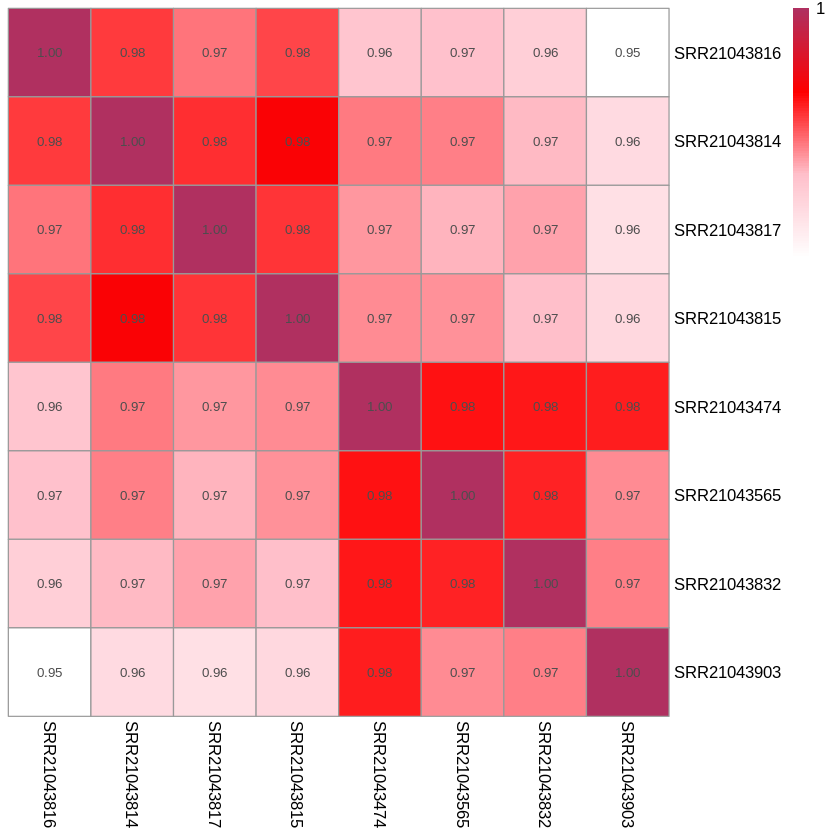 1
1.00 0.98 0.97 0.98 0.96 0.97 0.96 0.95 SRR21043816
0.98 1.00 0.98 0.98 0.97 0.97 0.97 0.96 SRR21043814
0.97 0.98 1.00 0.98 0.97 0.97 0.97 0.96 SRR21043817
0.98 0.98 0.98 1.00 0.97 0.97 0.97 0.96 SRR21043815
0.96 0.97 0.97 0.97 1.00 0.98 0.98 0.98 SRR21043474
0.97 0.97 0.97 0.97 0.98 1.00 0.98 0.97 SRR21043565
0.96 0.97 0.97 0.97 0.98 0.98 1.00 0.97 SRR21043832
0.95 0.96 0.96 0.96 0.98 0.97 0.97 1.00 SRR21043903
SRR21043816
SRR21043814
SRR21043817
SRR21043815
SRR21043474
SRR21043565
SRR21043832
SRR21043903